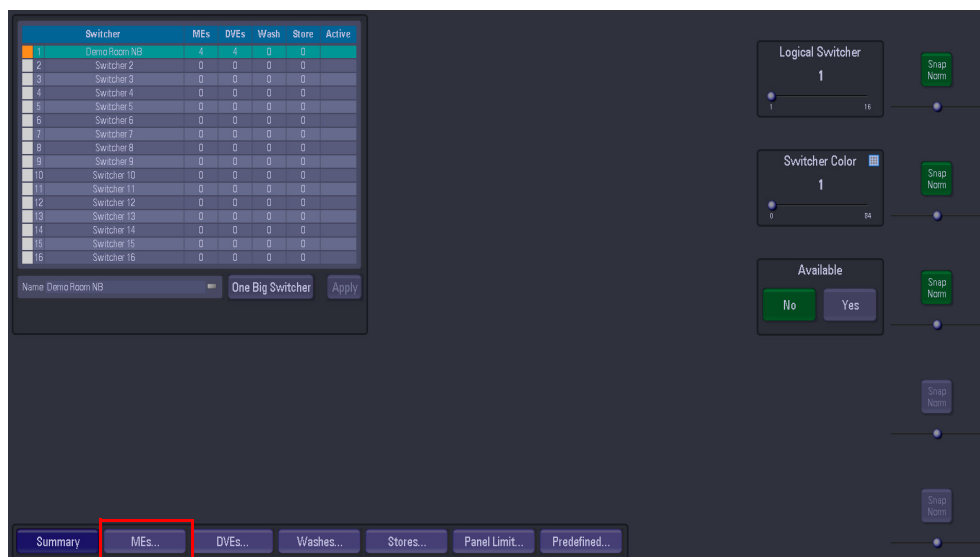 Switcher MEs DVEs Wash Store Active
1 Demo Room NB 4 4 0 0
2 Switcher 2 0 0 0 0
3 Switcher 3 0 0 0 0
4 Switcher 4 0 0 0 0
5 Switcher 5 0 0 0 0
6 Switcher 6 0 0 0 0
7 Switcher 7 0 0 0 0
8 Switcher 8 0 0 0 0
9 Switcher 9 0 0 0 0
10 Switcher 10 0 0 0 0
11 Switcher 11 0 0 0 0
12 Switcher 12 0 0 0 0
13 Switcher 13 0 0 0 0
14 Switcher 14 0 0 0 0
15 Switcher 15 0 0 0 0
16 Switcher 16 0 0 0 0
Name Demo Room NB One Big Switcher Apply
Logical Switcher
1
1 16
Snap
Norm
Switcher Color
1
0 84
Snap
Norm
Available
No Yes
Snap
Norm
Snap
Norm
Snap
Norm
Summary MEs... DVEs... Washes... Stores... Panel Limit... Predefined...